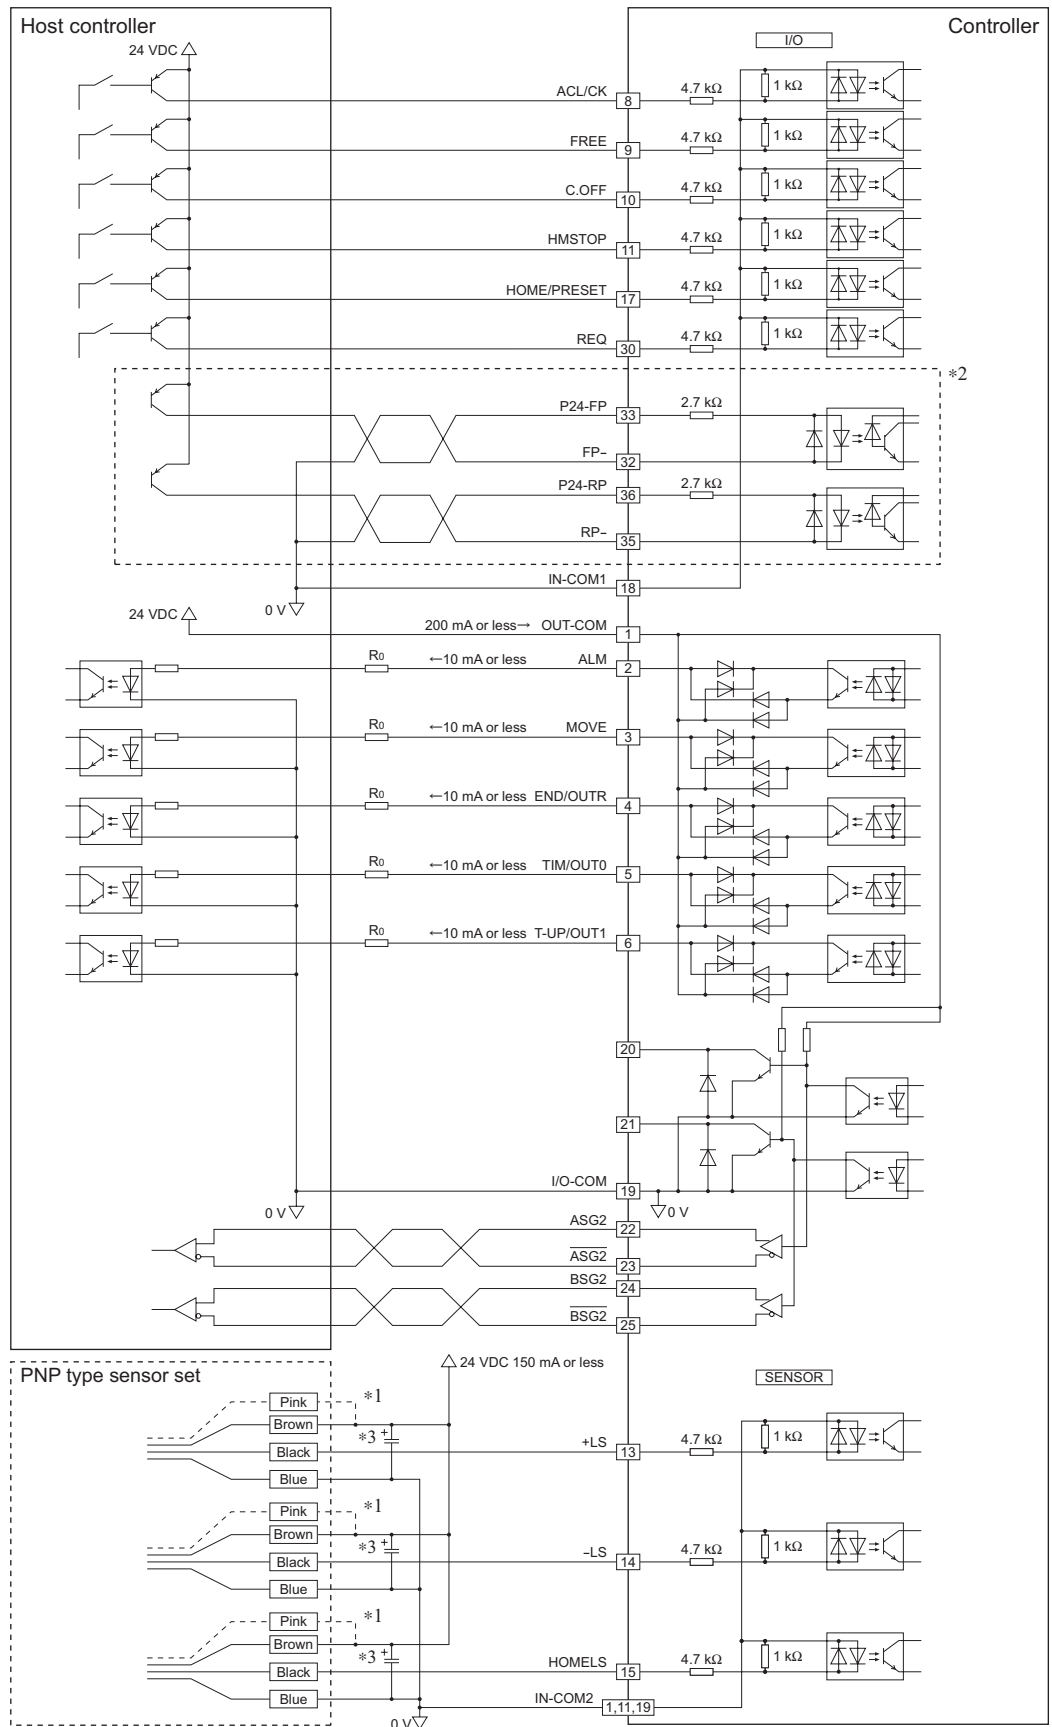 Host controller
Controller
24 VDC
I/O
ACL/CK 8 4.7 kΩ 1 kΩ
FREE 9 4.7 kΩ 1 kΩ
C.OFF 10 4.7 kΩ 1 kΩ
HMSTOP 11 4.7 kΩ 1 kΩ
HOME/PRESET 17 4.7 kΩ 1 kΩ
REQ 30 4.7 kΩ 1 kΩ
*2
P24-FP 33 2.7 kΩ
FP– 32
P24-RP 36 2.7 kΩ
RP– 35
IN-COM1 18
0 V
24 VDC
200 mA or less→ OUT-COM 1
R0 ←10 mA or less ALM 2
R0 ←10 mA or less MOVE 3
R0 ←10 mA or less END/OUTR 4
R0 ←10 mA or less TIM/OUT0 5
R0 ←10 mA or less T-UP/OUT1 6
20
21
I/O-COM 19
0 V
0 V
ASG2 22
A̅S̅G̅2̅ 23
BSG2 24
B̅S̅G̅2̅ 25
PNP type sensor set
24 VDC 150 mA or less
SENSOR
Pink *1
Brown
*3 +
Black +LS 13 4.7 kΩ 1 kΩ
Blue
Pink *1
Brown
*3 +
Black –LS 14 4.7 kΩ 1 kΩ
Blue
Pink *1
Brown
*3 +
Black HOMELS 15 4.7 kΩ 1 kΩ
Blue
IN-COM2 1,11,19
0 V